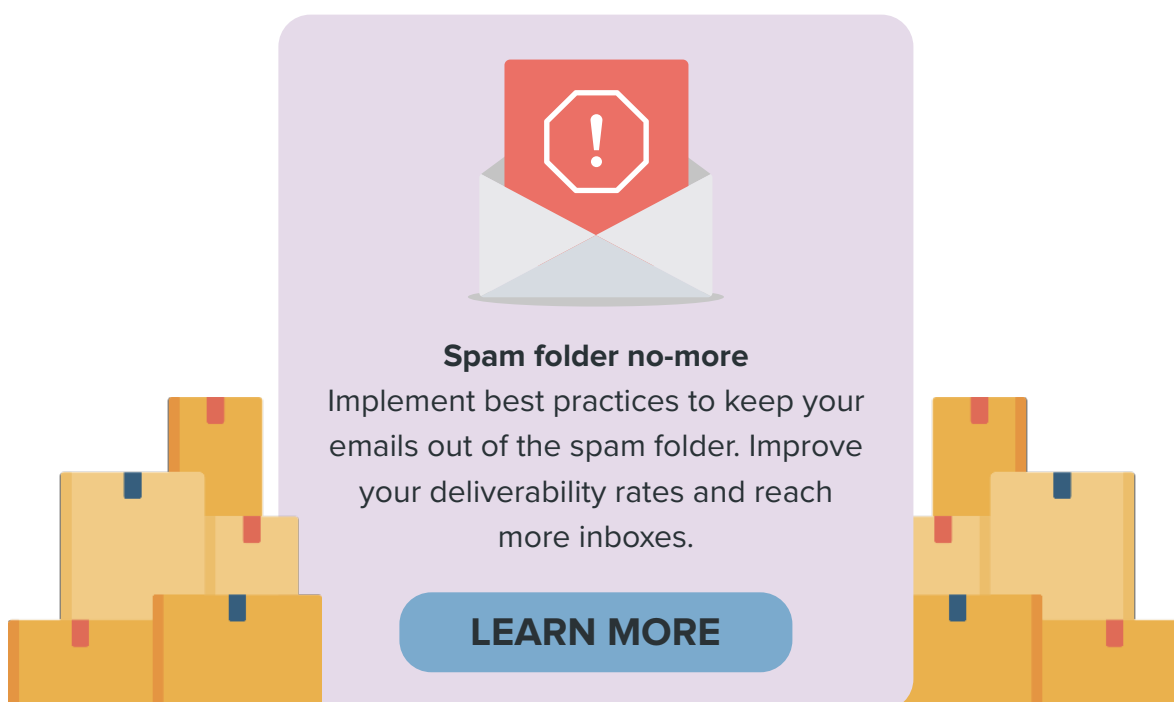 Spam folder no-more
Implement best practices to keep your
emails out of the spam folder. Improve
your deliverability rates and reach
more inboxes.
LEARN MORE